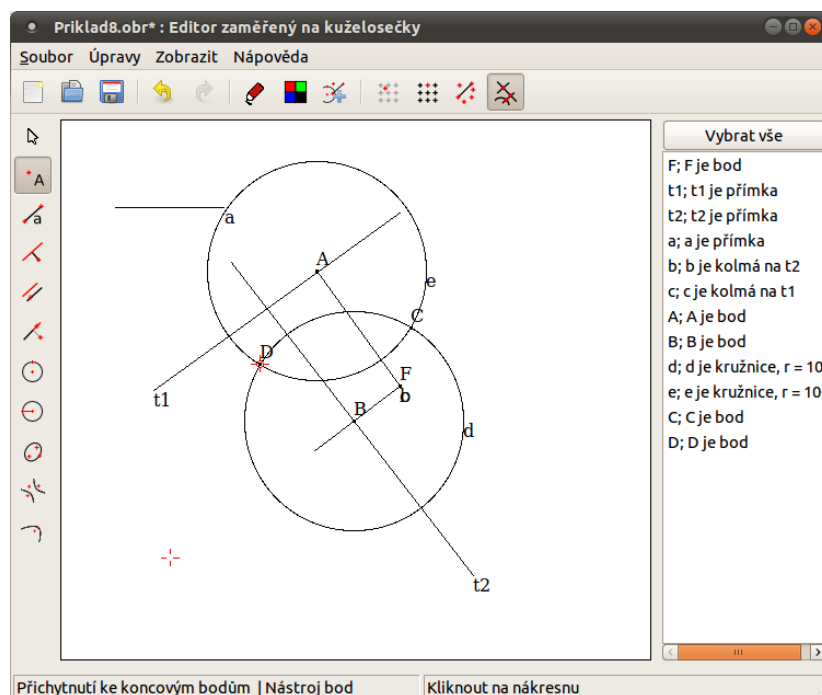 Priklad8.obr* : Editor zaměřený na kuželosečky
Soubor Úpravy Zobrazit Nápověda
A
a
Vybrat vše
F; F je bod
t1; t1 je přímka
t2; t2 je přímka
a; a je přímka
b; b je kolmá na t2
c; c je kolmá na t1
A; A je bod
B; B je bod
d; d je kružnice, r = 10
e; e je kružnice, r = 10
C; C je bod
D; D je bod
a
A
e
C
D
F
b
t1
B
d
t2
Přichytnutí ke koncovým bodům | Nástroj bod
Kliknout na nákresnu